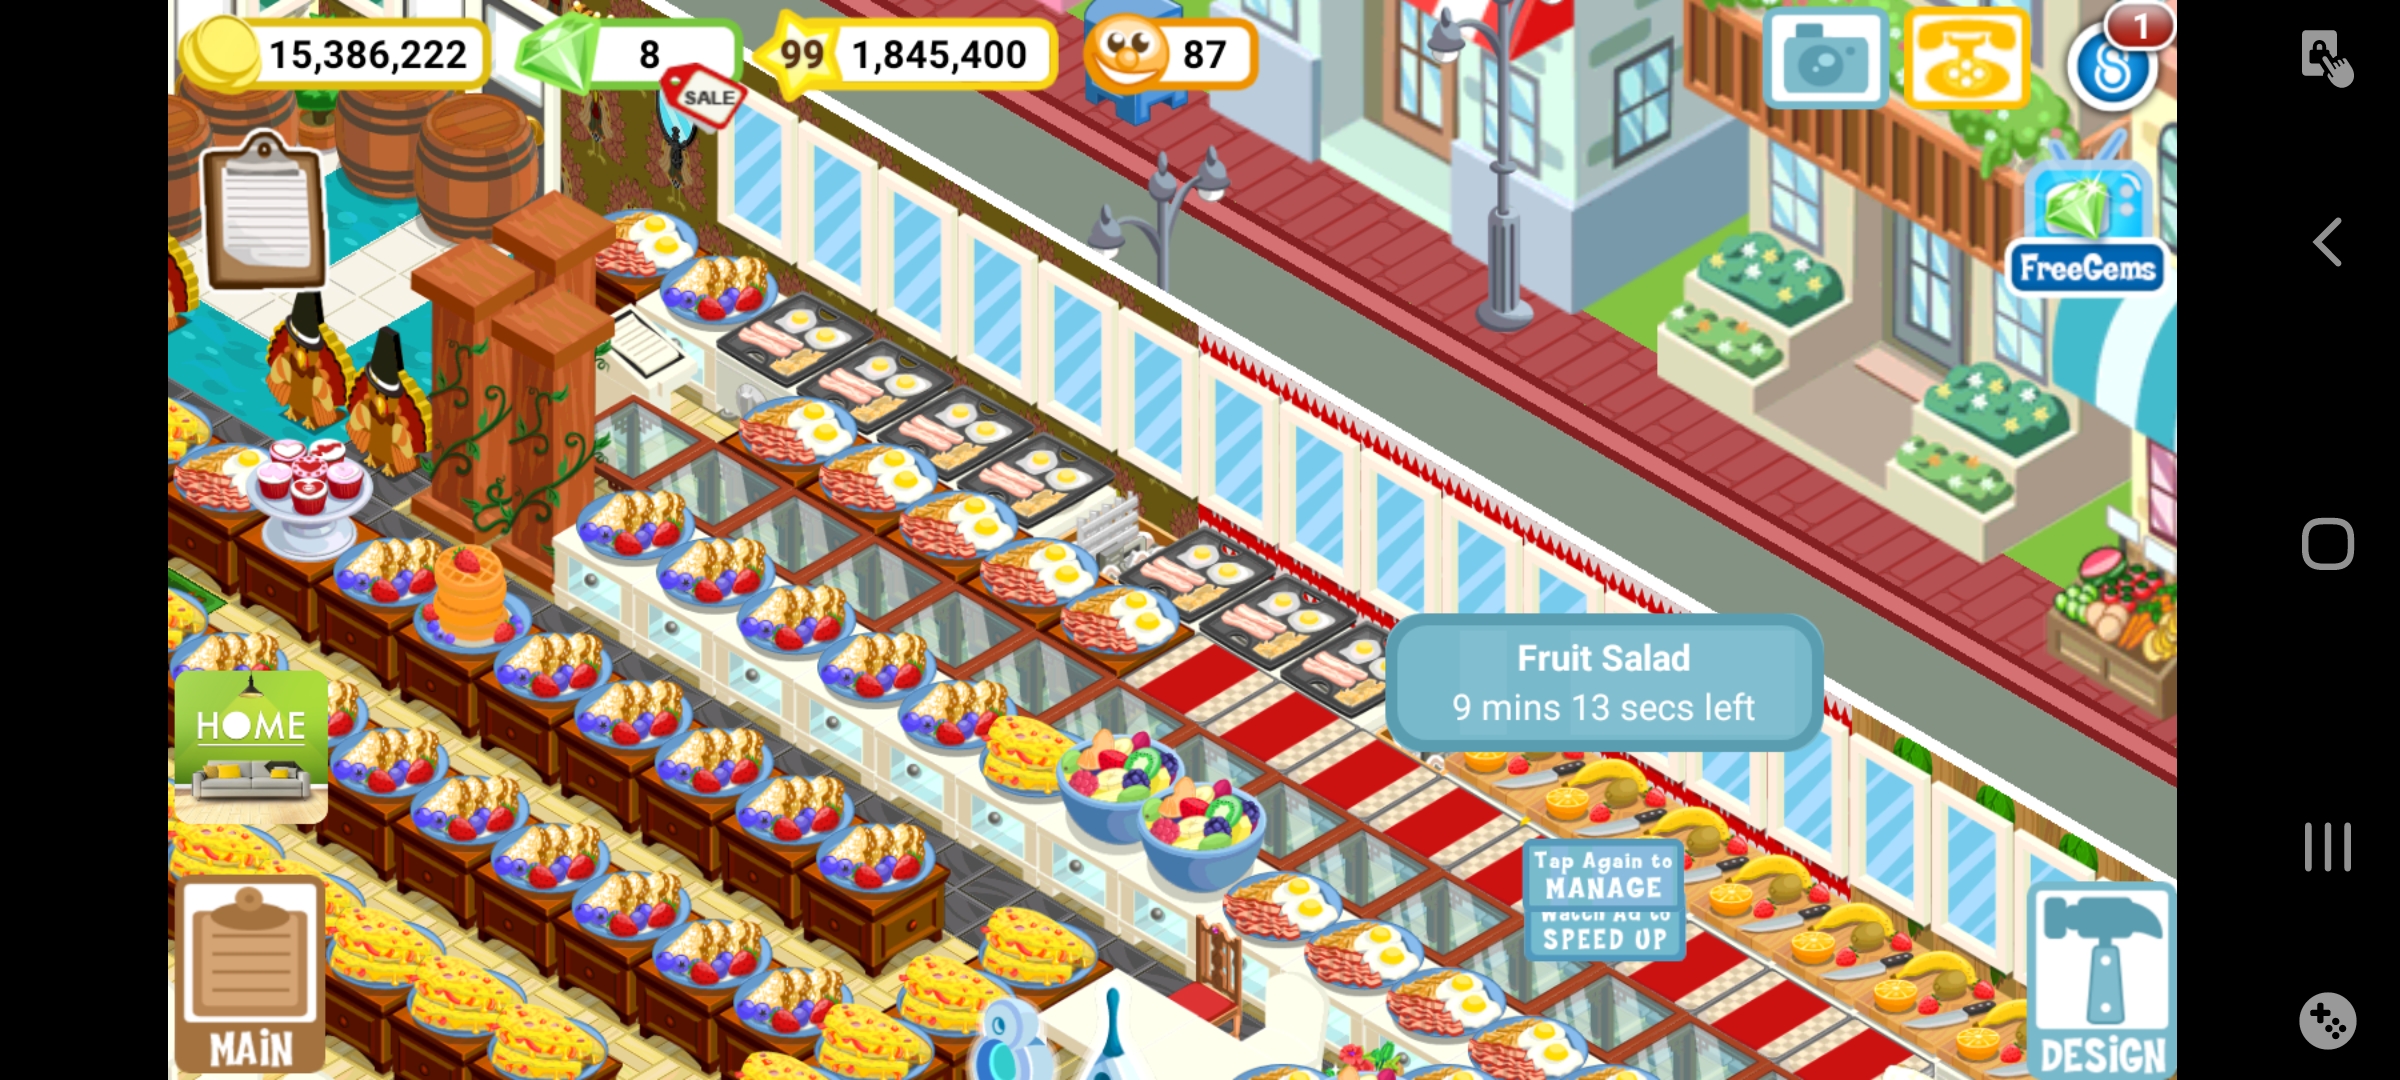 15,386,222
8
SALE
99
1,845,400
87
1
FreeGems
HOME
Fruit Salad
9 mins 13 secs left
Tap Again to
MANAGE
Watch Ad to
SPEED UP
MAiN
DESiGN